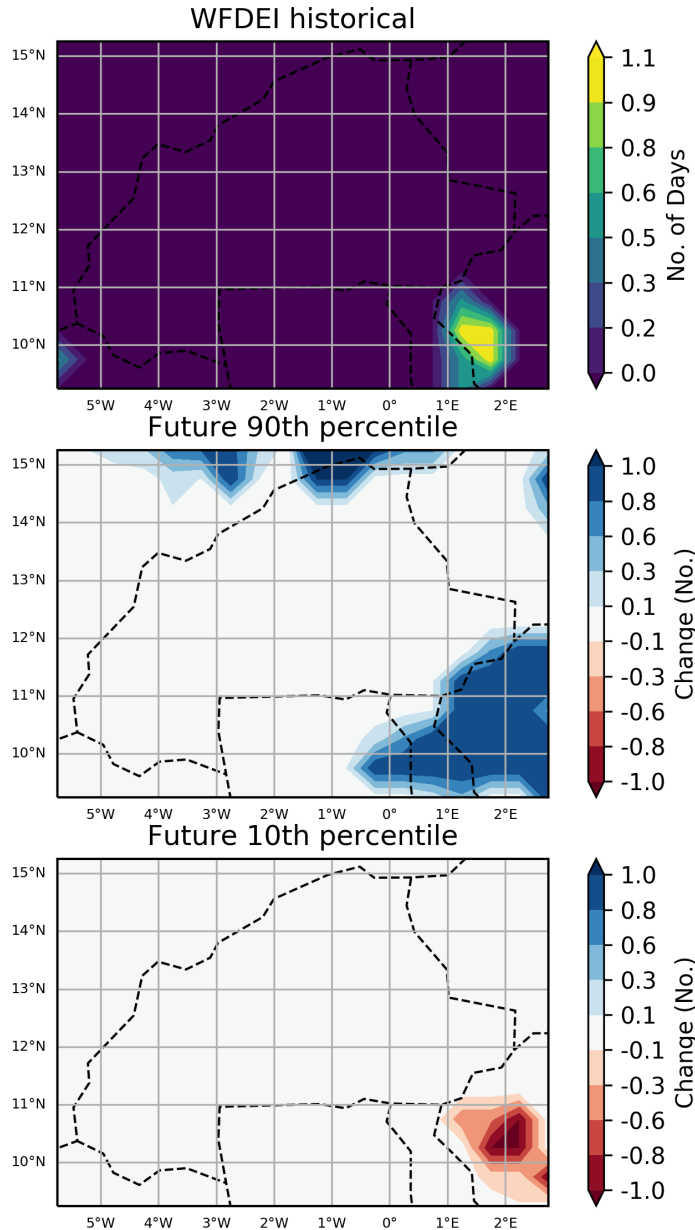 WFDEI historical
15°N
14°N
13°N
12°N
11°N
10°N
5°W 4°W 3°W 2°W 1°W 0° 1°E 2°E
1.1
0.9
0.8
0.6
0.5
0.3
0.2
0.0
No. of Days
Future 90th percentile
15°N
14°N
13°N
12°N
11°N
10°N
5°W 4°W 3°W 2°W 1°W 0° 1°E 2°E
1.0
0.8
0.6
0.3
0.1
-0.1
-0.3
-0.6
-0.8
-1.0
Change (No.)
Future 10th percentile
15°N
14°N
13°N
12°N
11°N
10°N
5°W 4°W 3°W 2°W 1°W 0° 1°E 2°E
1.0
0.8
0.6
0.3
0.1
-0.1
-0.3
-0.6
-0.8
-1.0
Change (No.)